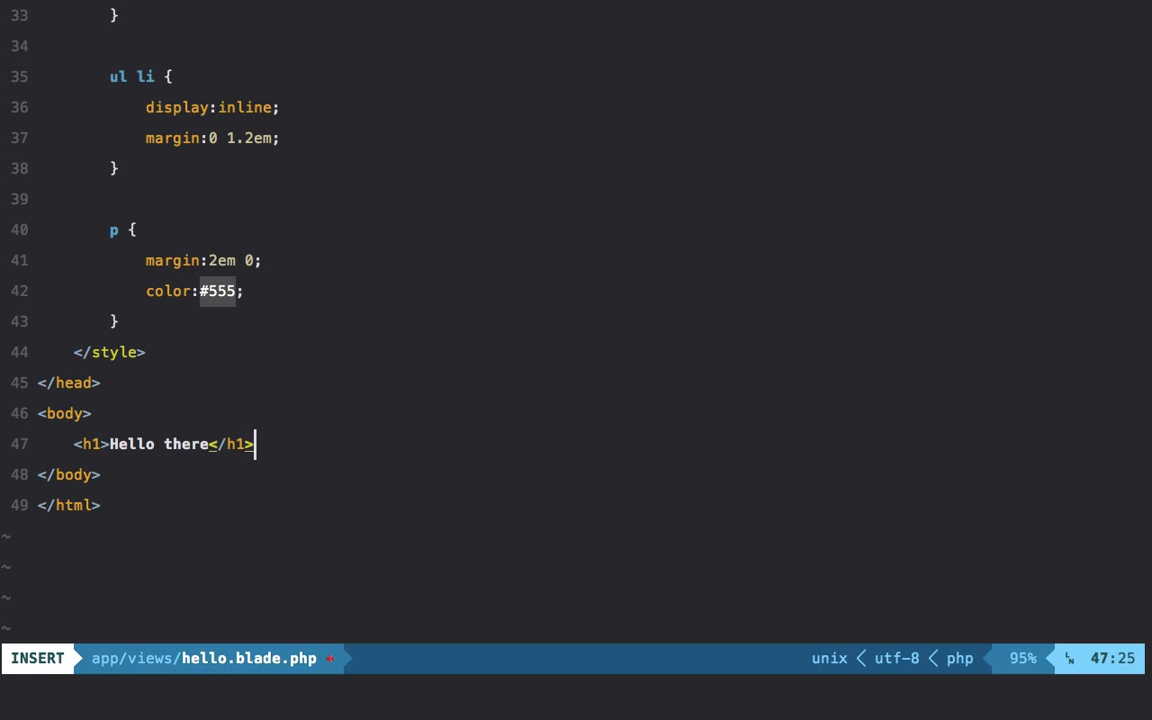 33 }
34
35 ul li {
36 display:inline;
37 margin:0 1.2em;
38 }
39
40 p {
41 margin:2em 0;
42 color:#555;
43 }
44 </style>
45 </head>
46 <body>
47 <h1>Hello there</h1>
48 </body>
49 </html>
~
~
~
~
INSERT app/views/hello.blade.php unix utf-8 php 95% LN 47:25